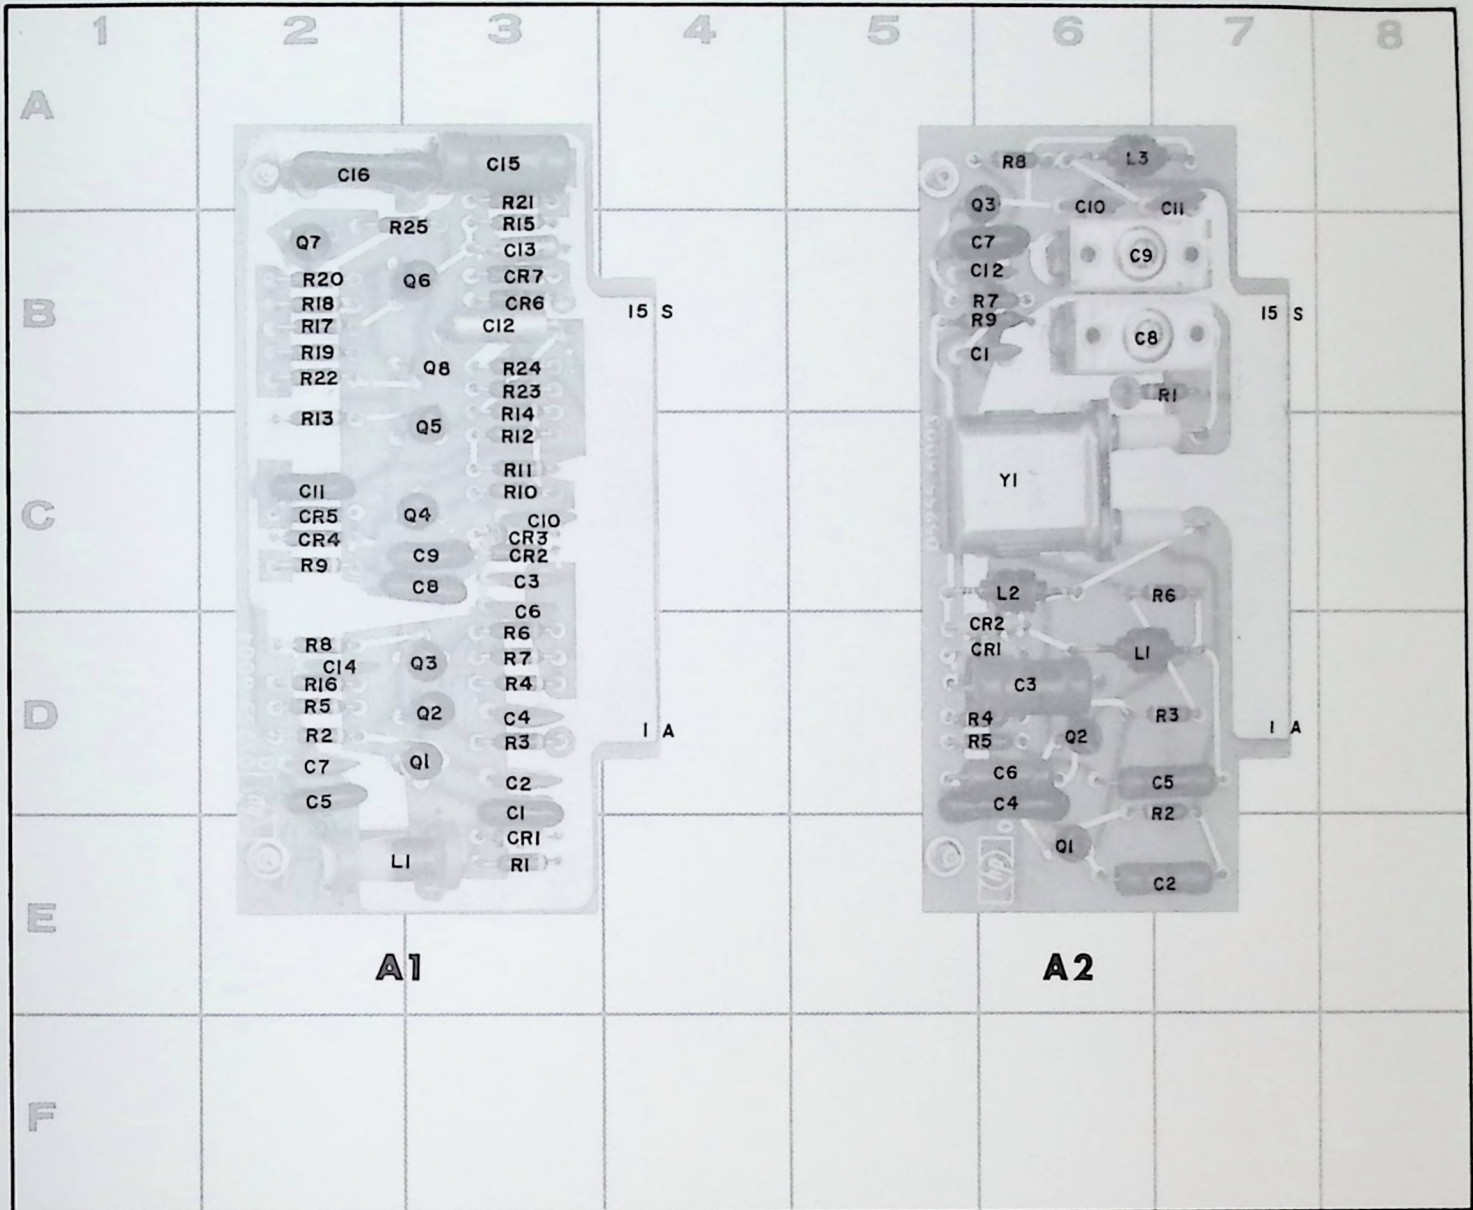 1 2 3 4 5 6 7 8
A
B
C
D
E
F
C16
C15
R21
R25
R15
Q7
C13
R20
Q6
CR7
R18
CR6
R17
C12
15 S
R19
Q8
R24
R22
R23
R13
Q5
R14
R12
R11
C11
R10
CR5
Q4
C10
CR4
CR3
C9
CR2
R9
C8
C3
C6
R8
R6
C14
Q3
R7
R16
R4
R5
Q2
C4
R2
R3
1 A
C7
Q1
C2
C5
C1
CR1
L1
R1
A1
R8
L3
Q3
C10
C11
C7
C9
C12
R7
R9
15 S
C8
C1
R1
Y1
L2
R6
CR2
CR1
L1
C3
R4
R3
R5
Q2
1 A
C6
C5
C4
R2
Q1
C2
hp
A2